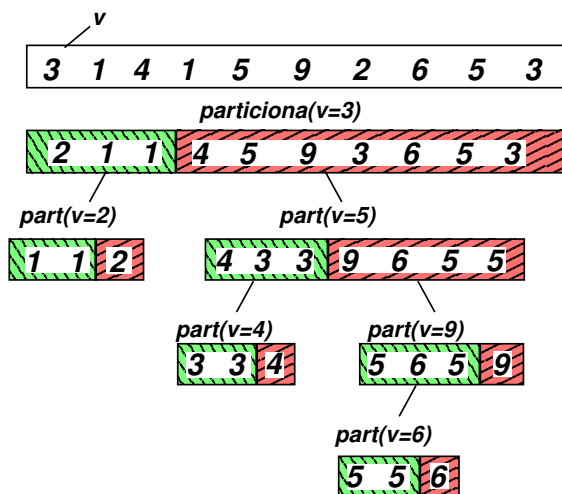 v
3 1 4 1 5 9 2 6 5 3
particiona(v=3)
2 1 1 4 5 9 3 6 5 3
part(v=2) part(v=5)
1 1 2 4 3 3 9 6 5 5
part(v=4) part(v=9)
3 3 4 5 6 5 9
part(v=6)
5 5 6